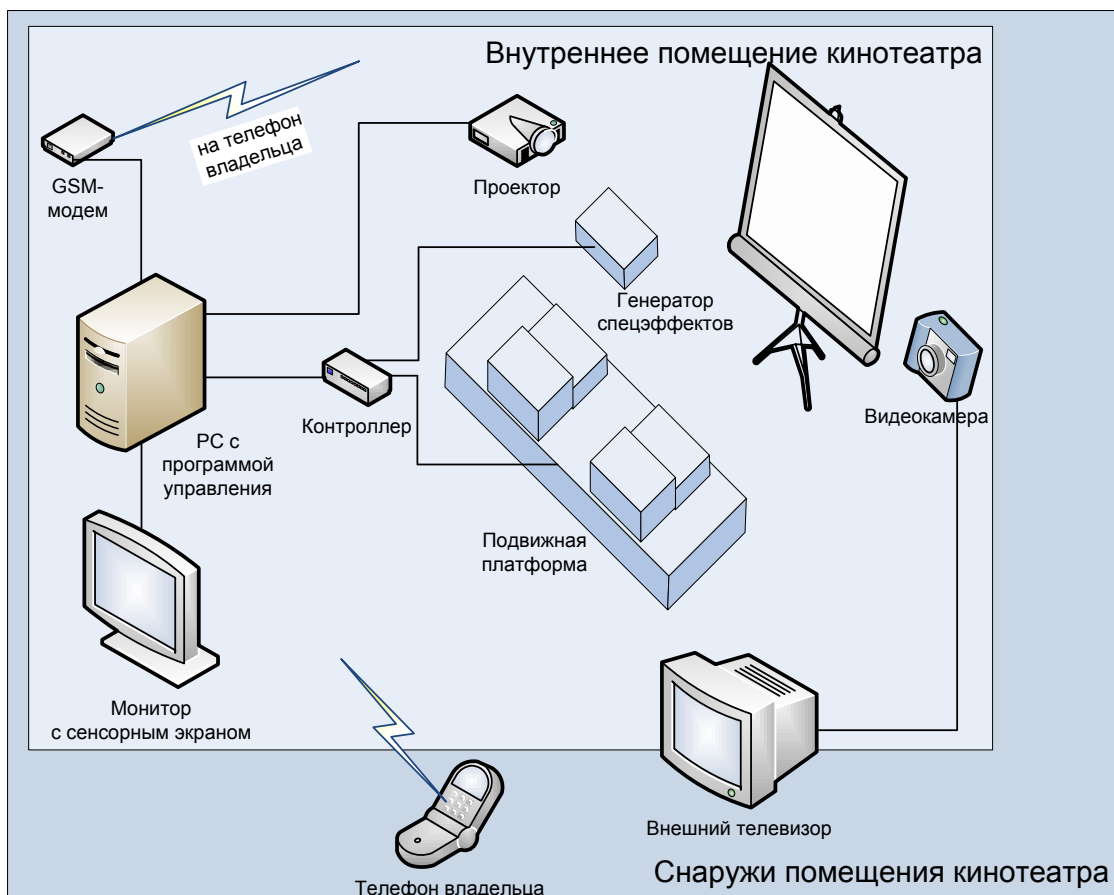 Внутреннее помещение кинотеатра
на телефон
владельца
GSM-
модем
Проектор
Генератор
спецэффектов
Видеокамера
Контроллер
PC с
программой
управления
Подвижная
платформа
Монитор
с сенсорным экраном
Внешний телевизор
Снаружи помещения кинотеатра
Телефон владельца